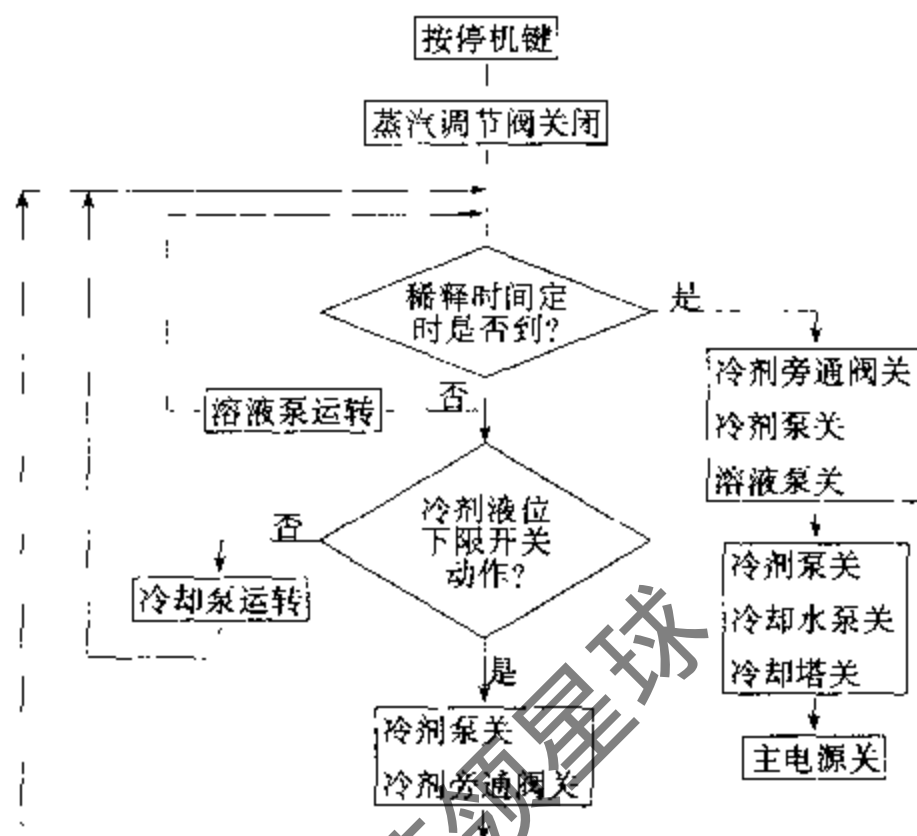 按停机键
蒸汽调节阀关闭
稀释时间定
时是否到?
是
冷剂旁通阀关
冷剂泵关
溶液泵关
否
溶液泵运转
冷剂液位
下限开关
动作?
否
冷却泵运转
冷剂泵关
冷却水泵关
冷却塔关
是
冷剂泵关
冷剂旁通阀关
主电源关
领星球